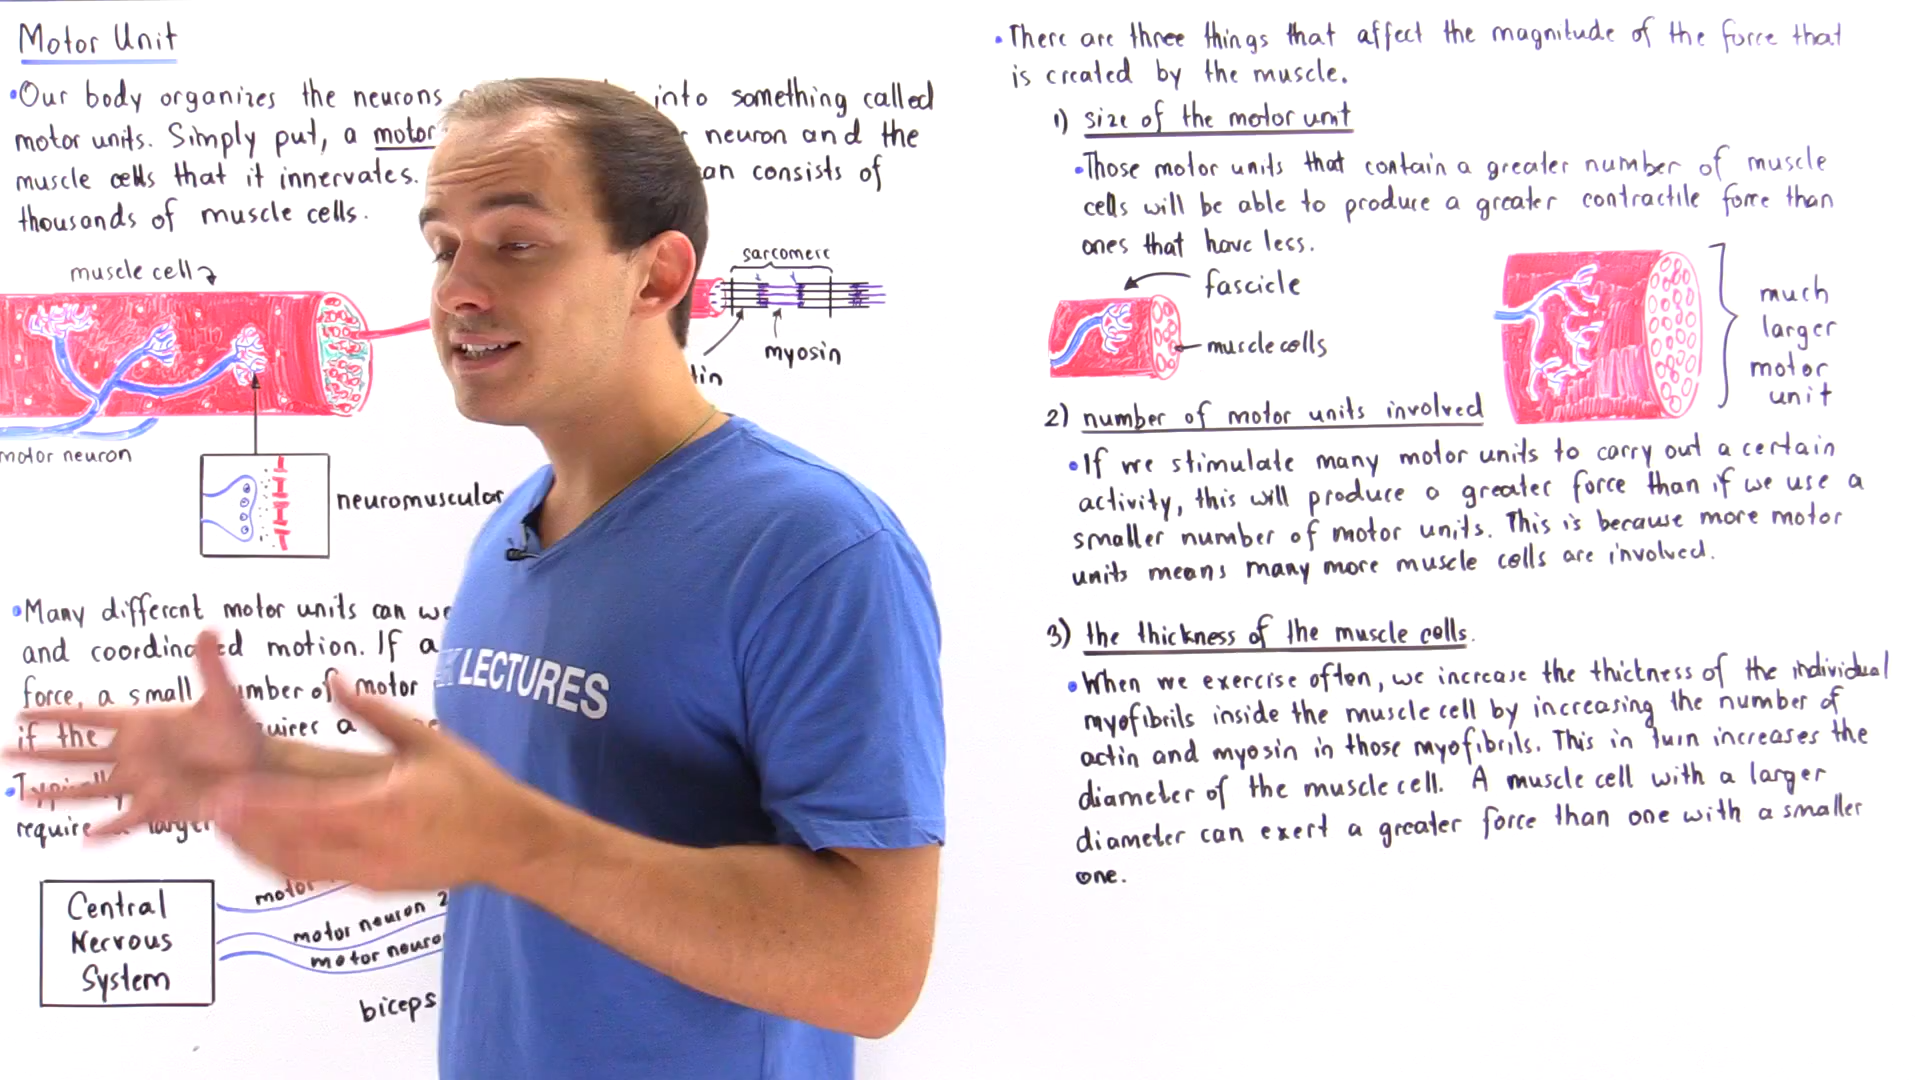 Motor Unit
•Our body organizes the neurons into something called
motor units. Simply put, a motor neuron and the
muscle cells that it innervates. can consists of
thousands of muscle cells.
muscle cell
sarcomere
myosin
motor neuron
neuromuscular
•Many different motor units can
and coordinated motion. If a
force, a small number of motor
if the requires a
•Typically
require a larger
Central
Nervous
System
motor
motor neuron 2
motor neuron
biceps
LECTURES
•There are three things that affect the magnitude of the force that
is created by the muscle.
1) size of the motor unit
•Those motor units that contain a greater number of muscle
cells will be able to produce a greater contractile force than
ones that have less.
fascicle
muscle cells
much
larger
motor
unit
2) number of motor units involved
•If we stimulate many motor units to carry out a certain
activity, this will produce a greater force than if we use a
smaller number of motor units. This is because more motor
units means many more muscle cells are involved.
3) the thickness of the muscle cells.
•When we exercise often, we increase the thickness of the individual
myofibrils inside the muscle cell by increasing the number of
actin and myosin in those myofibrils. This in turn increases the
diameter of the muscle cell. A muscle cell with a larger
diameter can exert a greater force than one with a smaller
one.